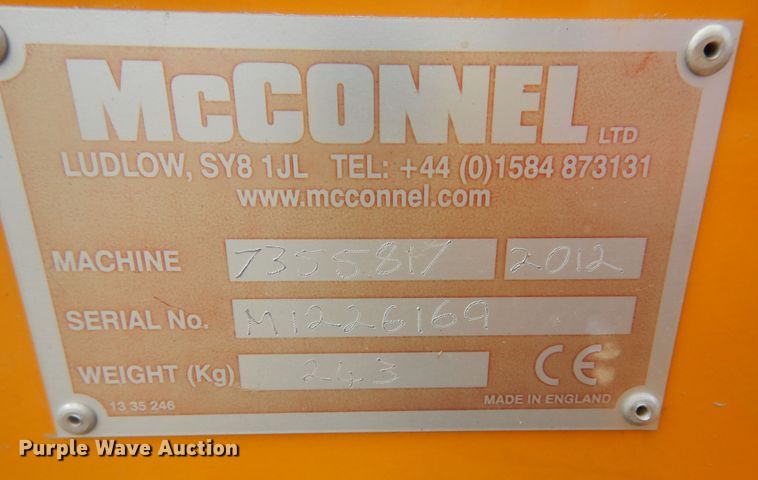 McCONNEL LTD
LUDLOW, SY8 1JL TEL: +44 (0)1584 873131
www.mcconnel.com
MACHINE 7355817 2012
SERIAL No. M1226169
WEIGHT (Kg) 243 CE
13 35 246 MADE IN ENGLAND
Purple Wave Auction